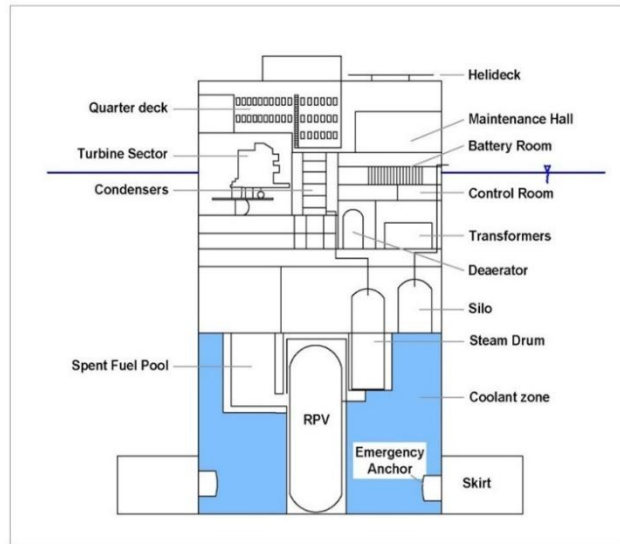 Helideck
Quarter deck
Maintenance Hall
Battery Room
Turbine Sector
Condensers
Control Room
Transformers
Deaerator
Silo
Steam Drum
Spent Fuel Pool
Coolant zone
RPV
Emergency
Anchor
Skirt